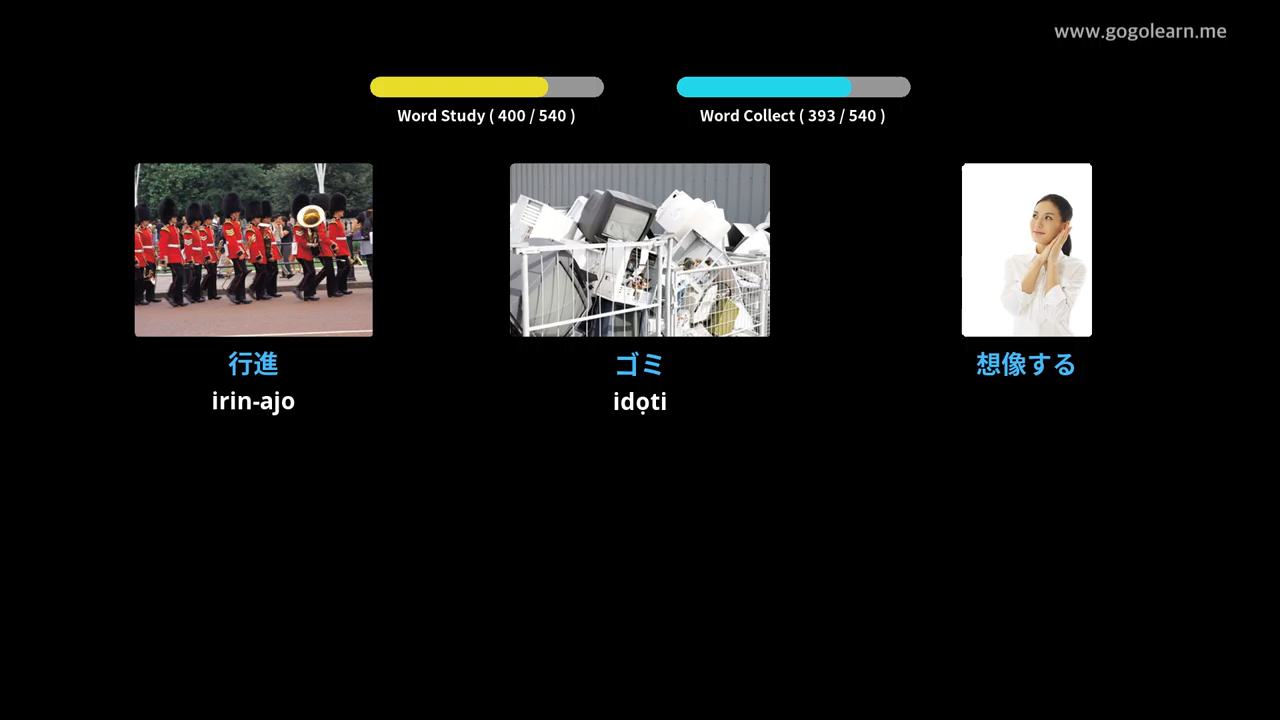 www.gogolearn.me
Word Study ( 400 / 540 )
Word Collect ( 393 / 540 )
行進
irin-ajo
ゴミ
idọti
想像する